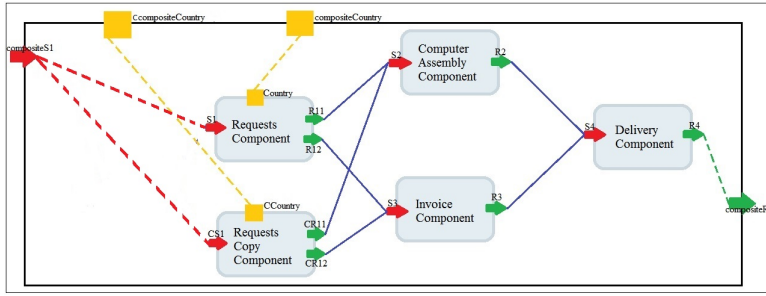 CcompositeCountry
compositeCountry
compositeS1
S2
Computer
Assembly
Component
R2
Country
S1
Requests
Component
R11
R12
S4
Delivery
Component
R4
CCountry
S3
Invoice
Component
R3
compositeR
CS1
Requests
Copy
Component
CR11
CR12